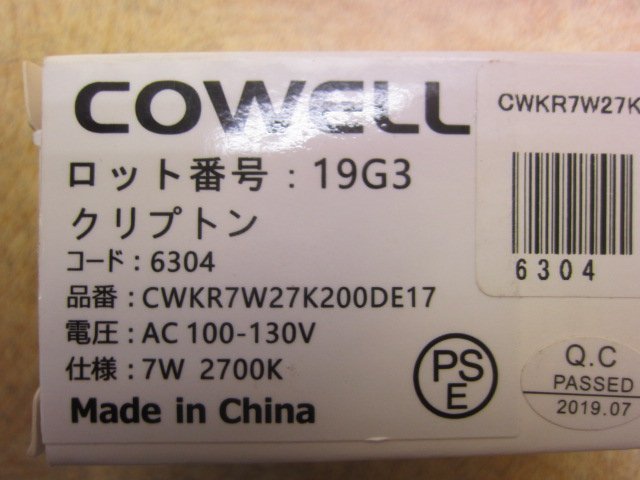 COWELL
ロット番号 : 19G3
クリプトン
コード : 6304
品番 : CWKR7W27K200DE17
電圧 : AC 100-130V
仕様 : 7W 2700K
Made in China
PS
E
CWKR7W27K
6304
Q.C
PASSED
2019.07